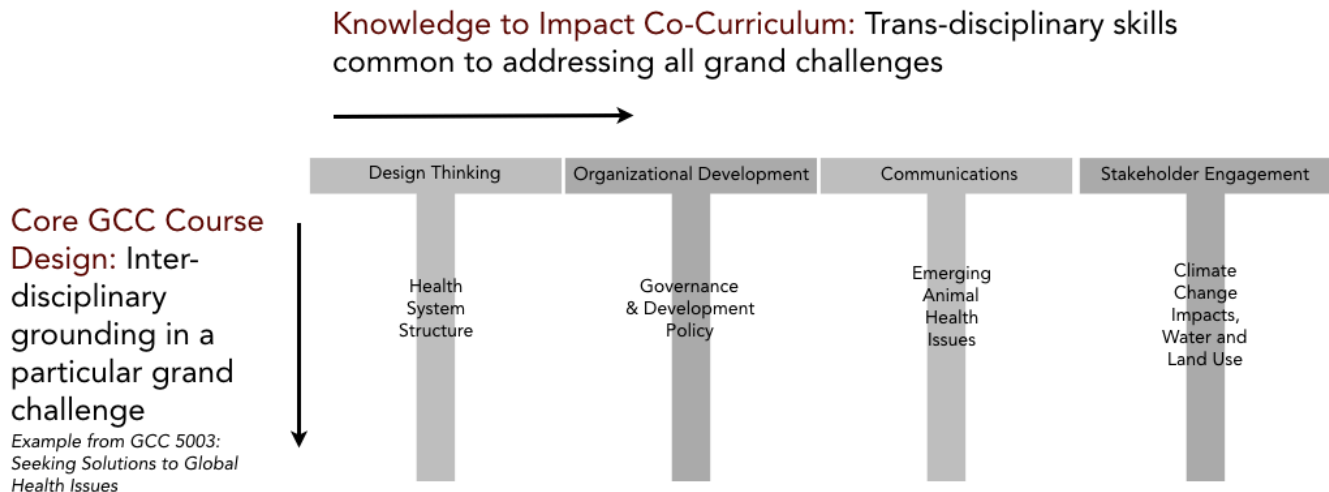 Knowledge to Impact Co-Curriculum: Trans-disciplinary skills
common to addressing all grand challenges
Design Thinking
Organizational Development
Communications
Stakeholder Engagement
Core GCC Course
Design: Inter-
disciplinary
grounding in a
particular grand
challenge
Example from GCC 5003:
Seeking Solutions to Global
Health Issues
Health
System
Structure
Governance
& Development
Policy
Emerging
Animal
Health
Issues
Climate
Change
Impacts,
Water and
Land Use